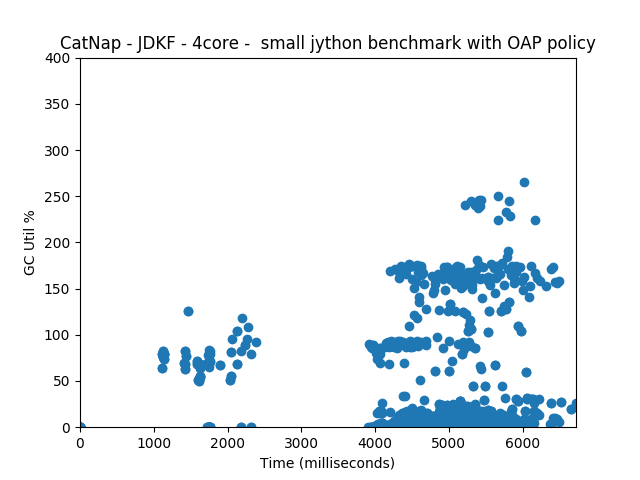 CatNap - JDKF - 4core -  small jython benchmark with OAP policy
400
350
300
250
200
150
100
50
0
GC Util %
0 1000 2000 3000 4000 5000 6000
Time (milliseconds)